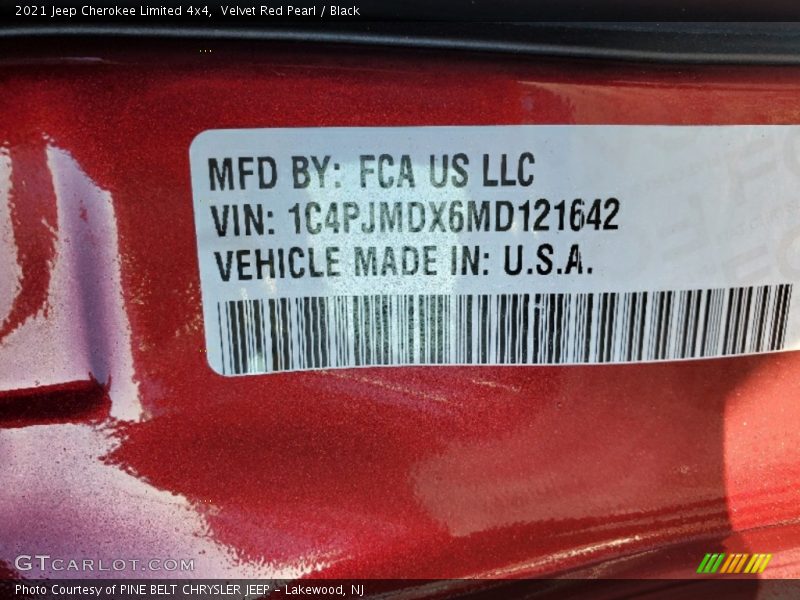 2021 Jeep Cherokee Limited 4x4,  Velvet Red Pearl / Black
MFD BY: FCA US LLC
VIN: 1C4PJMDX6MD121642
VEHICLE MADE IN: U.S.A.
GTCARLOT.COM
Photo Courtesy of PINE BELT CHRYSLER JEEP - Lakewood, NJ